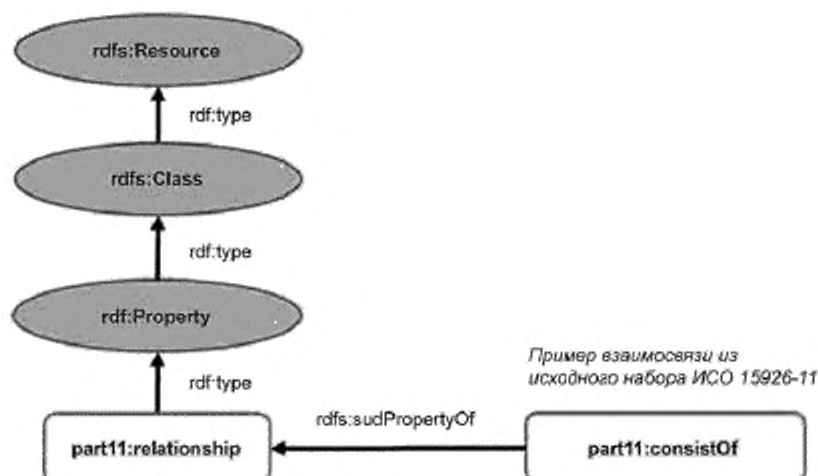 rdfs:Resource
rdf:type
rdfs:Class
rdf:type
rdf:Property
rdf:type
Пример взаимосвязи из
исходного набора ИСО 15926-11
rdfs:sudPropertyOf
part11:relationship
part11:consistOf